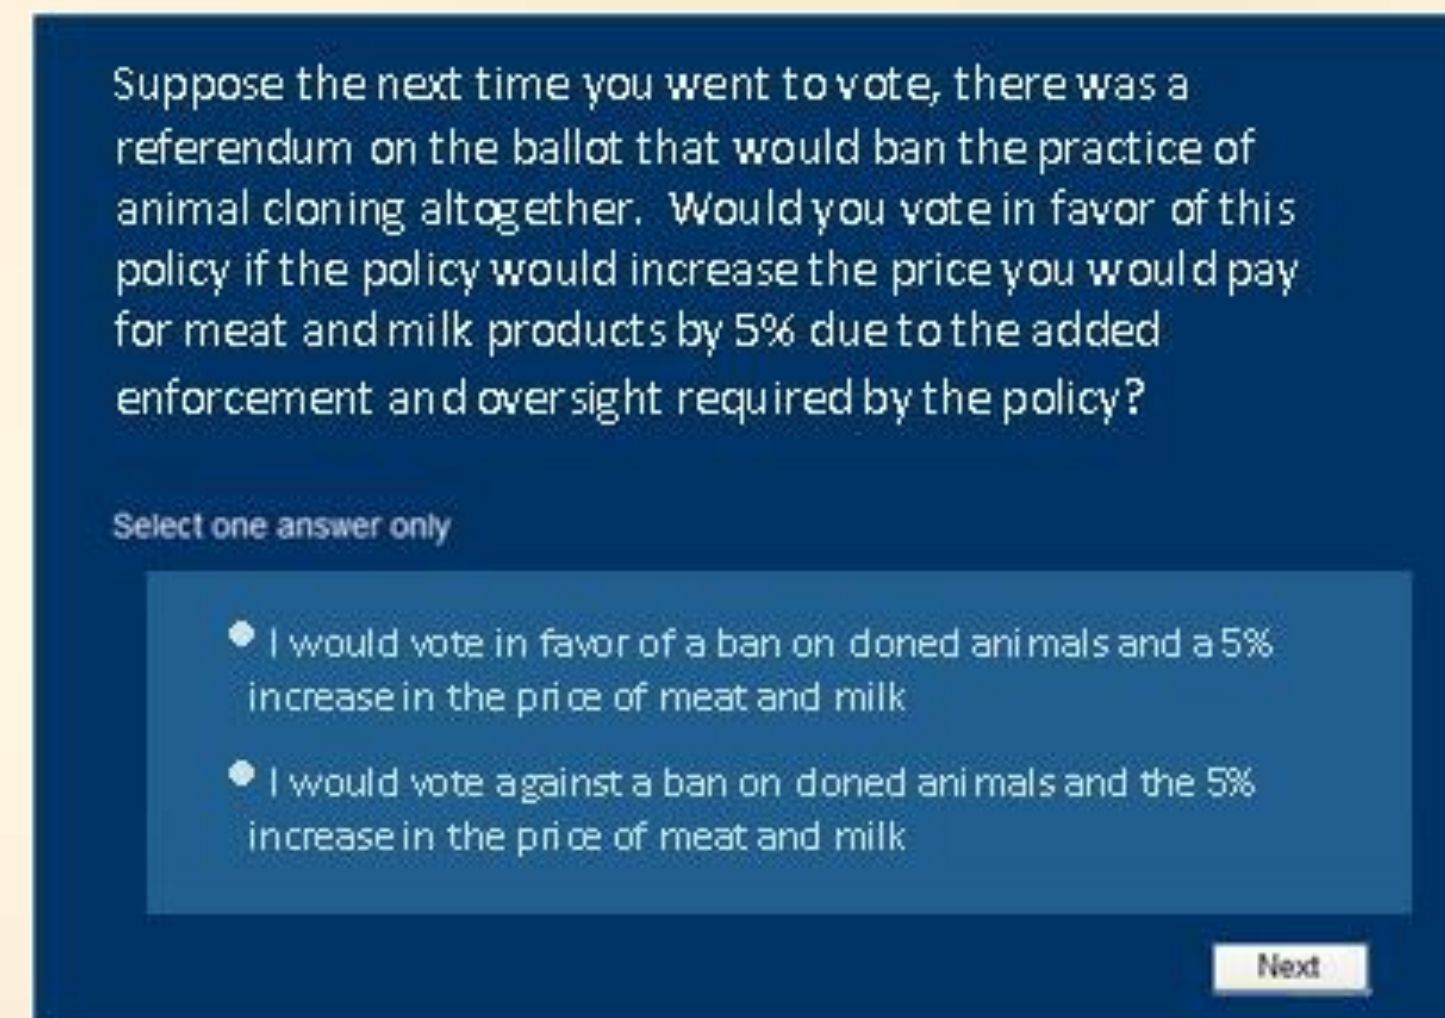 Suppose the next time you went to vote, there was a
referendum on the ballot that would ban the practice of
animal cloning altogether. Would you vote in favor of this
policy if the policy would increase the price you would pay
for meat and milk products by 5% due to the added
enforcement and oversight required by the policy?
Select one answer only
I would vote in favor of a ban on cloned animals and a 5%
increase in the price of meat and milk
I would vote against a ban on cloned animals and the 5%
increase in the price of meat and milk
Next